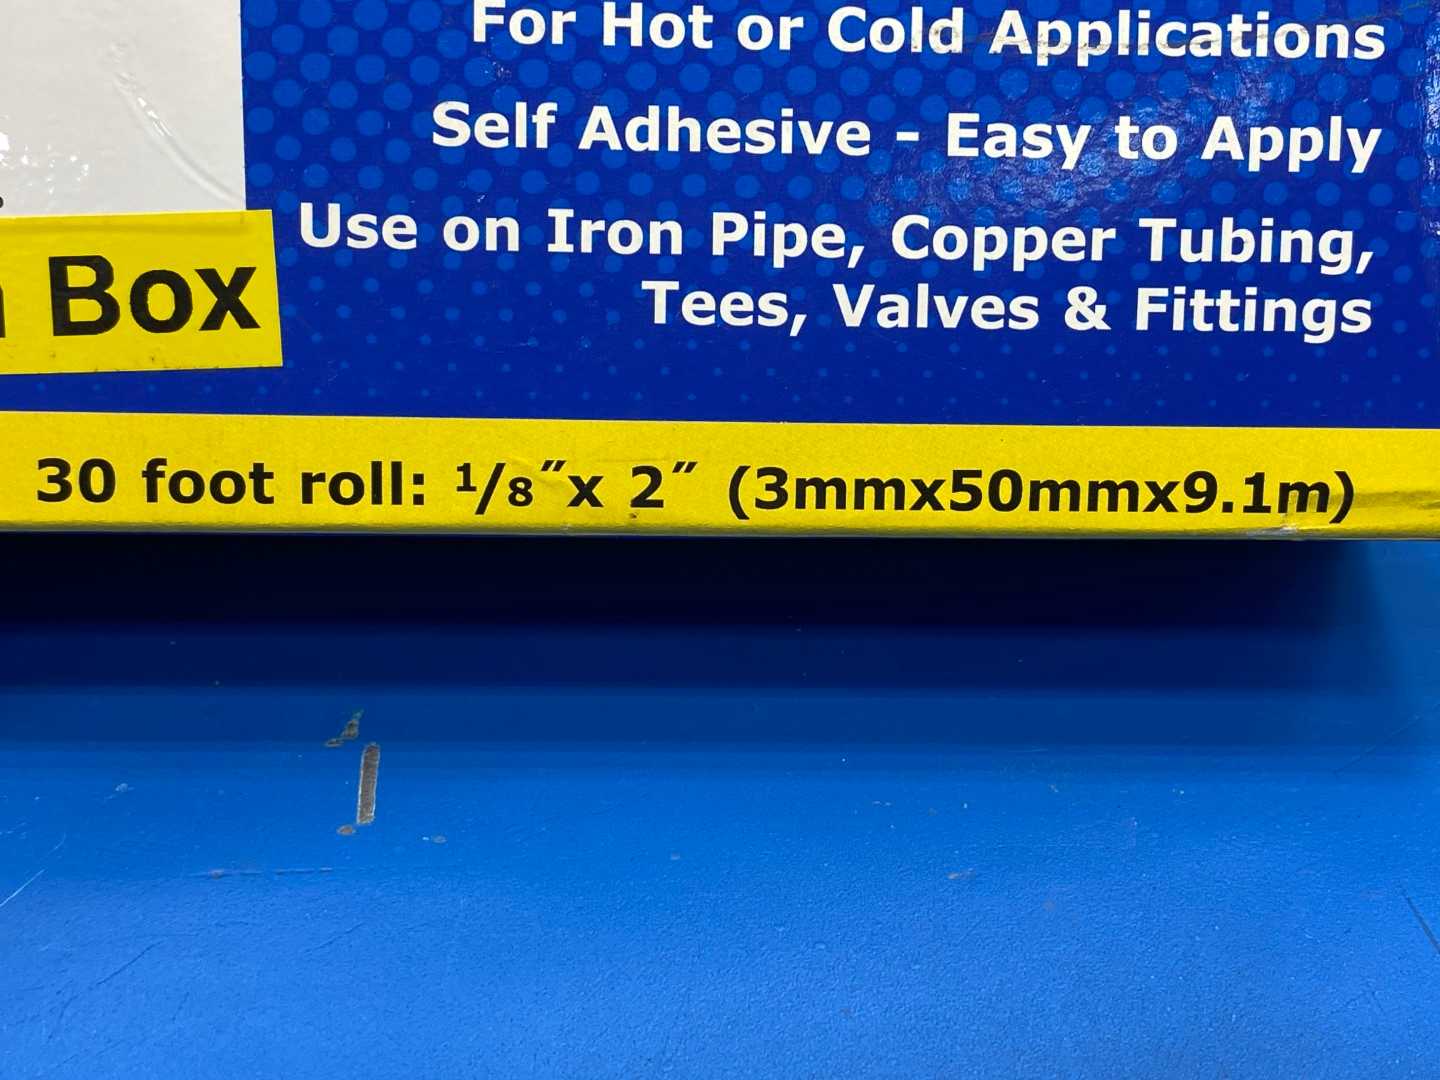 For Hot or Cold Applications
Self Adhesive - Easy to Apply
Use on Iron Pipe, Copper Tubing,
Tees, Valves & Fittings
Box
30 foot roll: 1/8″x 2″ (3mmx50mmx9.1m)